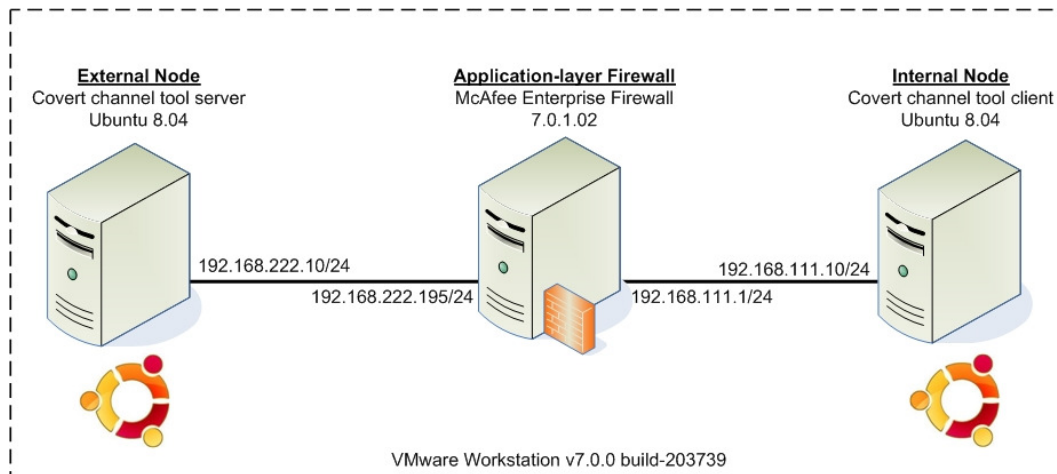 External Node
Covert channel tool server
Ubuntu 8.04
Application-layer Firewall
McAfee Enterprise Firewall
7.0.1.02
Internal Node
Covert channel tool client
Ubuntu 8.04
192.168.222.10/24
192.168.222.195/24
192.168.111.10/24
192.168.111.1/24
VMware Workstation v7.0.0 build-203739